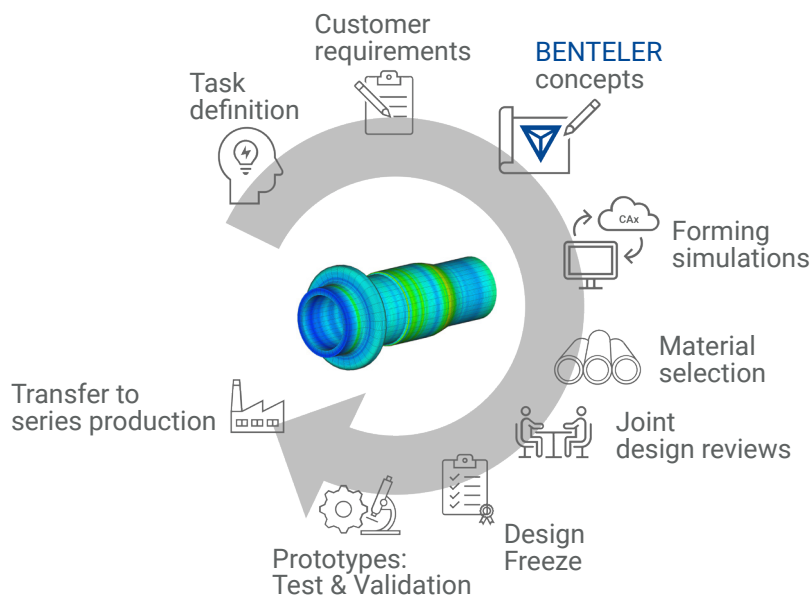 Customer
requirements
BENTELER
concepts
Task
definition
CAx
Forming
simulations
Material
selection
Transfer to
series production
Joint
design reviews
Design
Freeze
Prototypes:
Test & Validation